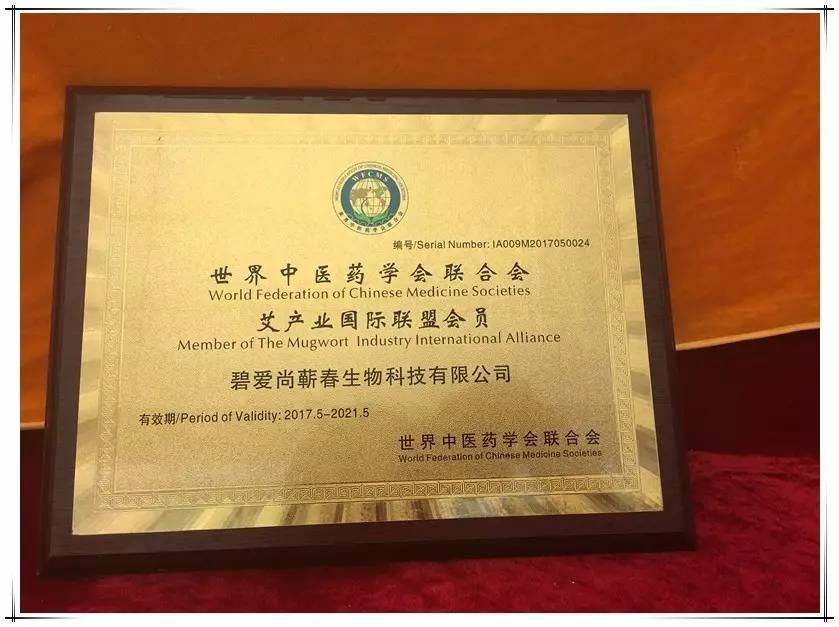 WFCMS
编号/Serial Number: IA009M2017050024
世界中医药学会联合会
World Federation of Chinese Medicine Societies
艾产业国际联盟会员
Member of The Mugwort Industry International Alliance
碧爱尚蕲春生物科技有限公司
有效期/Period of Validity: 2017.5-2021.5
世界中医药学会联合会
World Federation of Chinese Medicine Societies